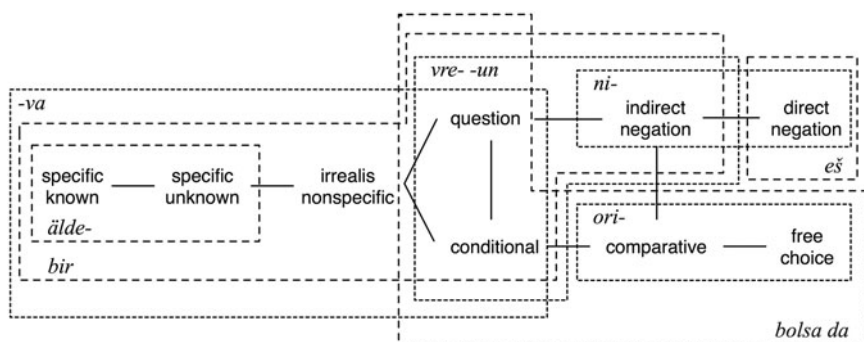 -va
vre- -un
ni-
question
indirect
negation
direct
negation
eš
specific
known
specific
unknown
irrealis
nonspecific
älde-
bir
conditional
ori-
comparative
free
choice
bolsa da